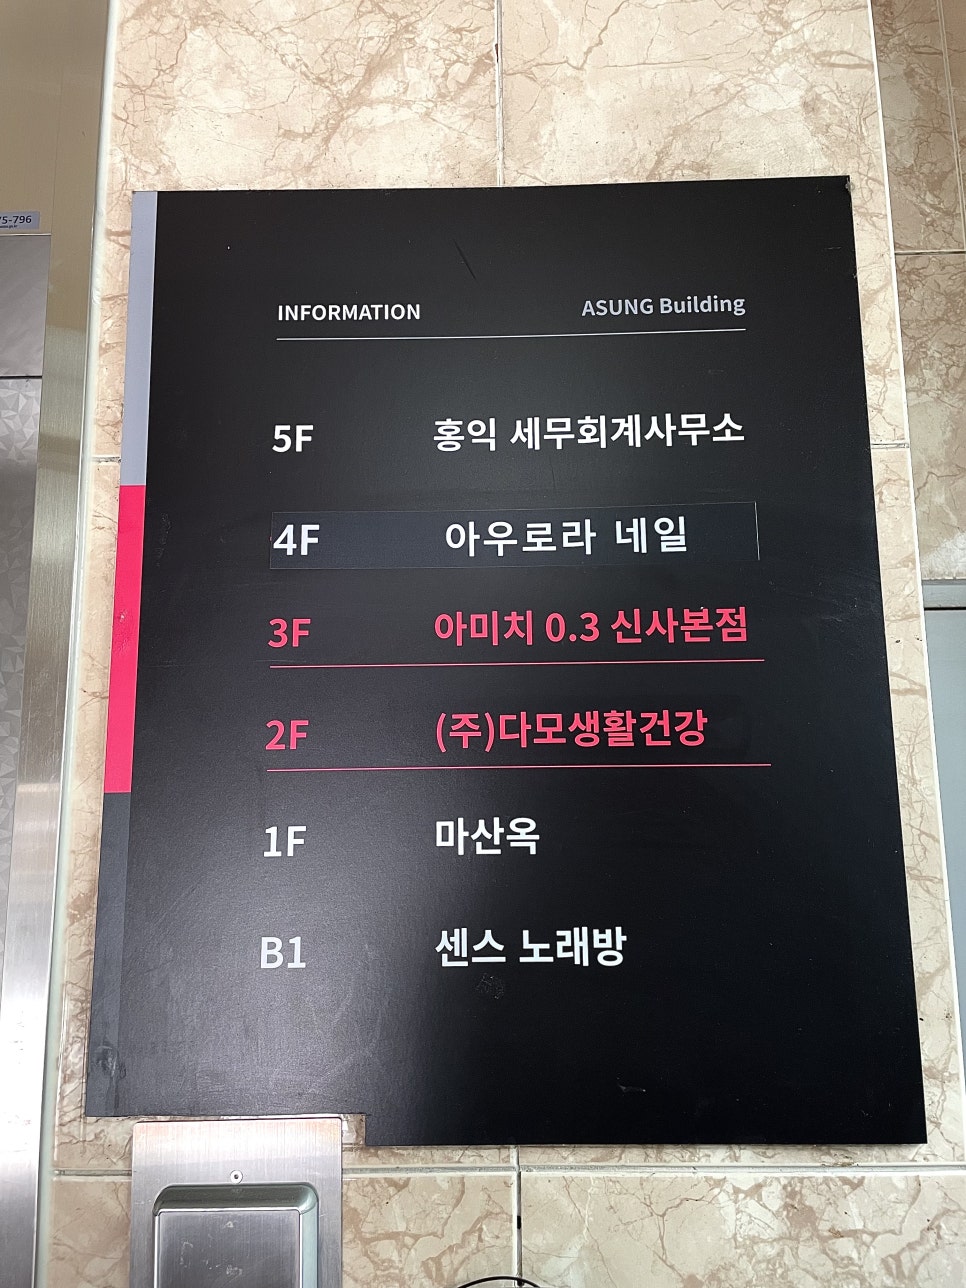 75-796
INFORMATION ASUNG Building
5F 홍익 세무회계사무소
4F 아우로라 네일
3F 아미치 0.3 신사본점
2F (주)다모생활건강
1F 마산옥
B1 센스 노래방